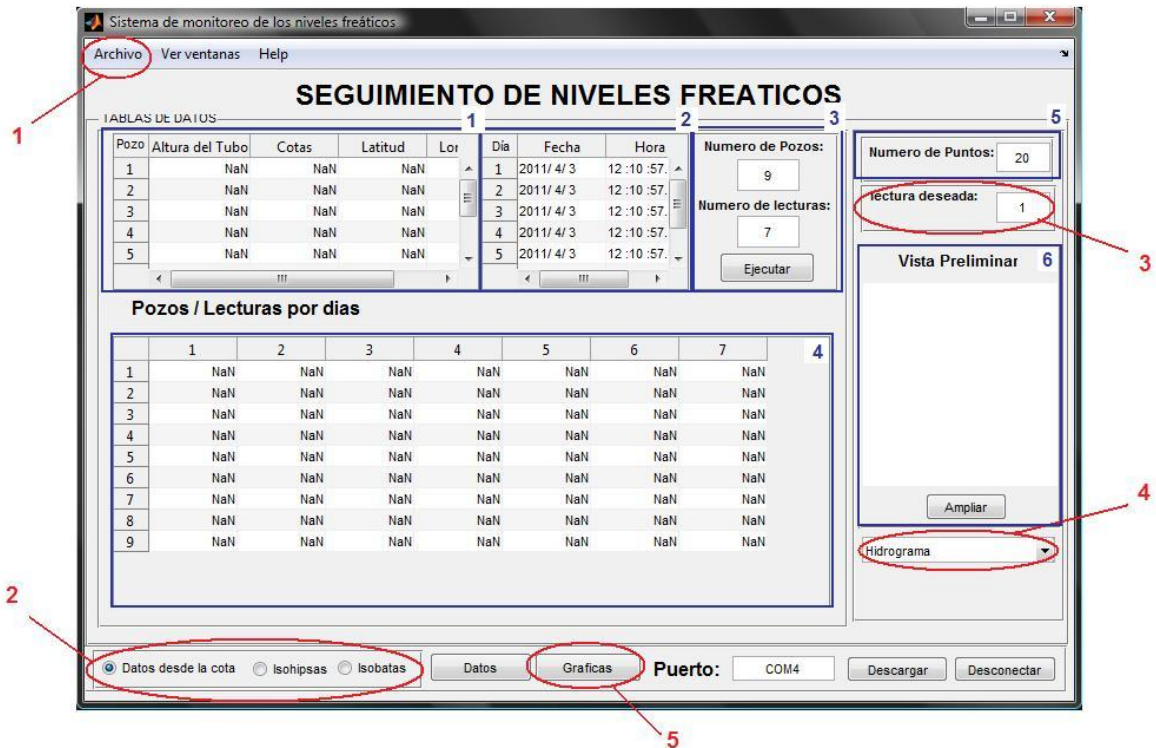 Sistema de monitoreo de los niveles freáticos
Archivo Ver ventanas Help
SEGUIMIENTO DE NIVELES FREATICOS
TABLAS DE DATOS
1 2 3 5
Pozo Altura del Tubo Cotas Latitud Lor
1 NaN NaN NaN
2 NaN NaN NaN
3 NaN NaN NaN
4 NaN NaN NaN
5 NaN NaN NaN
Día Fecha Hora
1 2011/ 4/ 3 12 :10 :57.
2 2011/ 4/ 3 12 :10 :57.
3 2011/ 4/ 3 12 :10 :57.
4 2011/ 4/ 3 12 :10 :57.
5 2011/ 4/ 3 12 :10 :57.
Numero de Pozos:
9
Numero de lecturas:
7
Ejecutar
Numero de Puntos: 20
lectura deseada: 1
Vista Preliminar 6
Ampliar
Hidrograma
Pozos / Lecturas por dias
1 2 3 4 5 6 7 4
1 NaN NaN NaN NaN NaN NaN NaN
2 NaN NaN NaN NaN NaN NaN NaN
3 NaN NaN NaN NaN NaN NaN NaN
4 NaN NaN NaN NaN NaN NaN NaN
5 NaN NaN NaN NaN NaN NaN NaN
6 NaN NaN NaN NaN NaN NaN NaN
7 NaN NaN NaN NaN NaN NaN NaN
8 NaN NaN NaN NaN NaN NaN NaN
9 NaN NaN NaN NaN NaN NaN NaN
Datos desde la cota Isohipsas Isobatas Datos Graficas Puerto: COM4 Descargar Desconectar
1
2
3
4
5